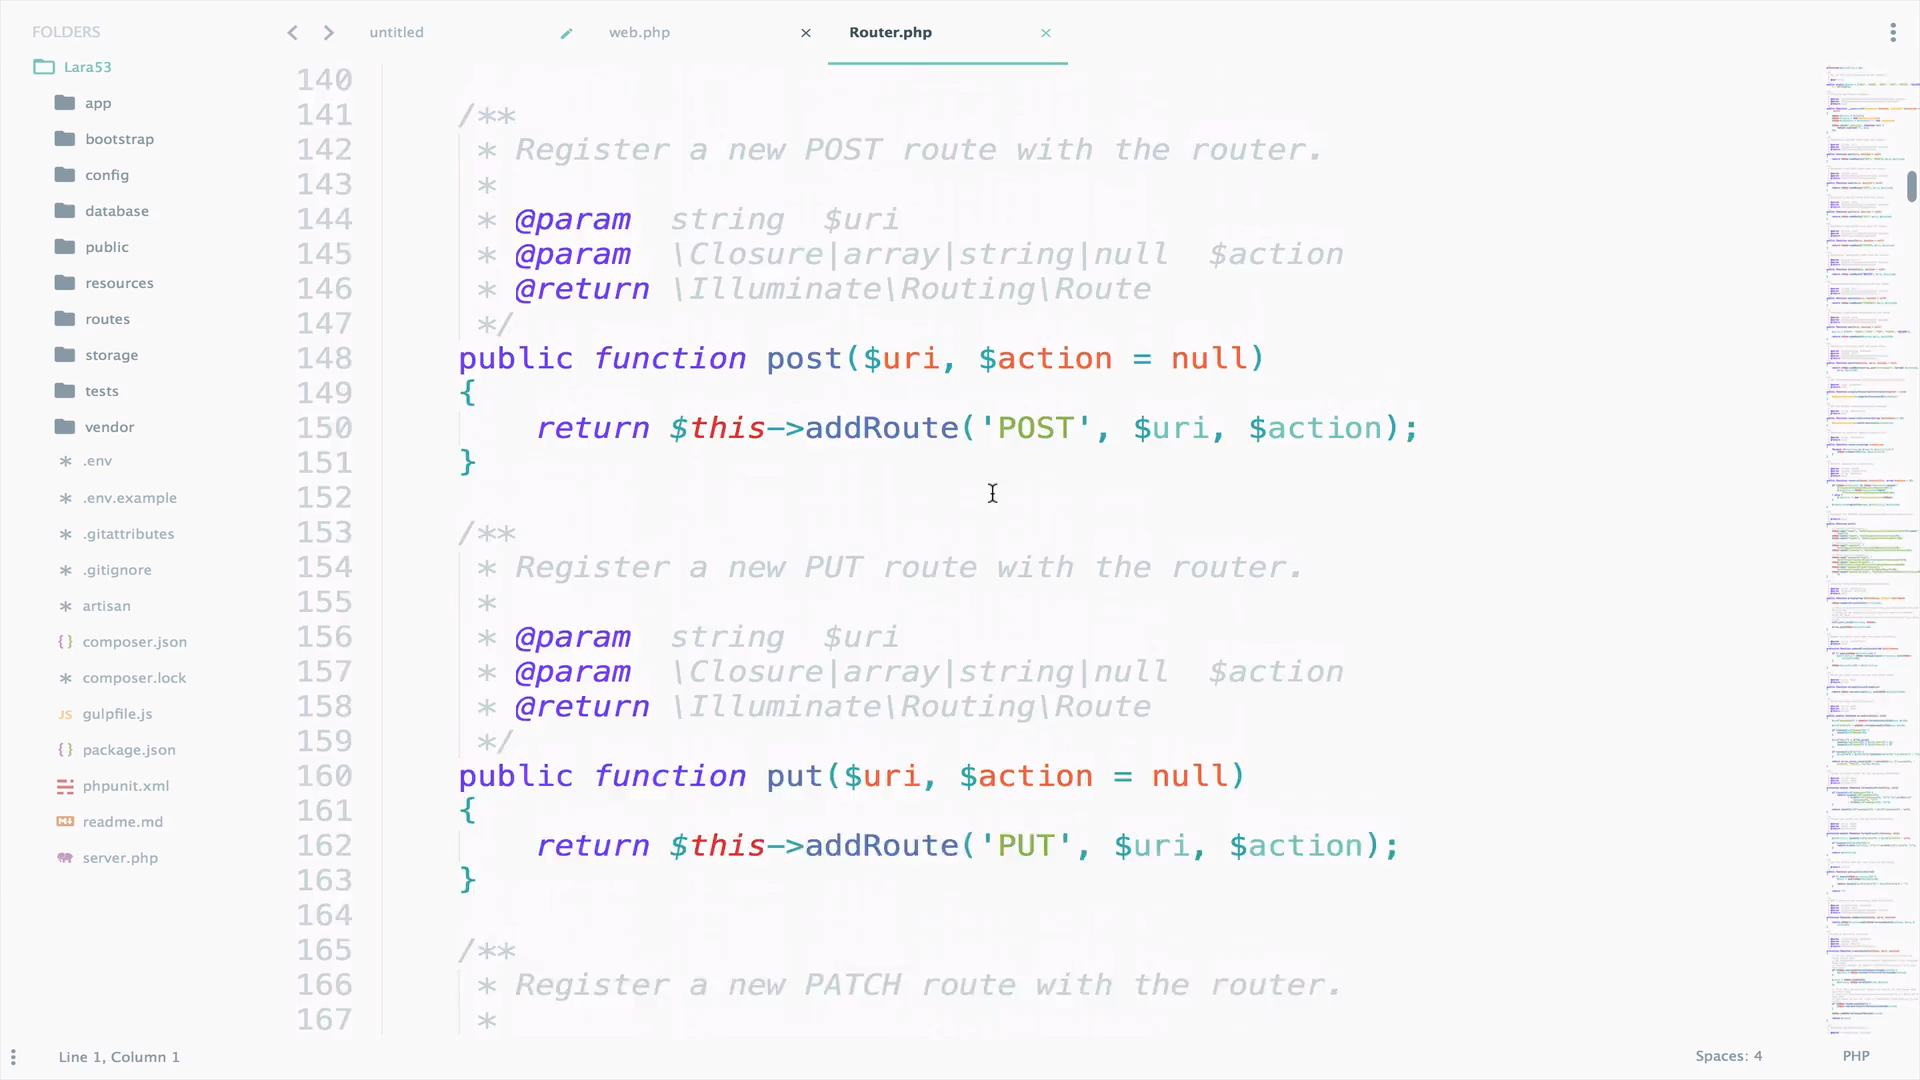 FOLDERS
Lara53
app
bootstrap
config
database
public
resources
routes
storage
tests
vendor
.env
.env.example
.gitattributes
.gitignore
artisan
composer.json
composer.lock
JS gulpfile.js
package.json
phpunit.xml
readme.md
server.php
untitled
web.php
Router.php
140
141 /**
142 * Register a new POST route with the router.
143 *
144 * @param string $uri
145 * @param \Closure|array|string|null $action
146 * @return \Illuminate\Routing\Route
147 */
148 public function post($uri, $action = null)
149 {
150 return $this->addRoute('POST', $uri, $action);
151 }
152
153 /**
154 * Register a new PUT route with the router.
155 *
156 * @param string $uri
157 * @param \Closure|array|string|null $action
158 * @return \Illuminate\Routing\Route
159 */
160 public function put($uri, $action = null)
161 {
162 return $this->addRoute('PUT', $uri, $action);
163 }
164
165 /**
166 * Register a new PATCH route with the router.
167 *
Line 1, Column 1
Spaces: 4
PHP